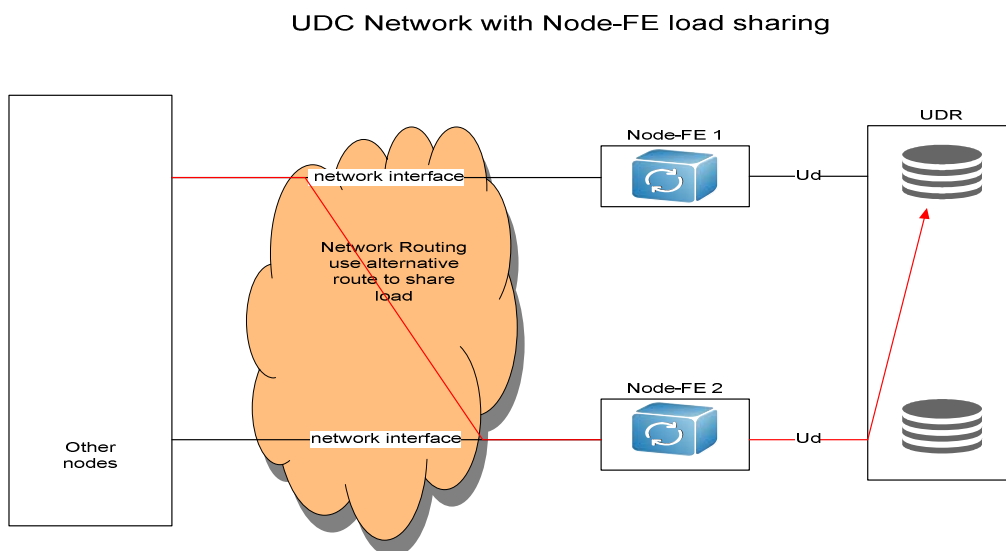 UDC Network with Node-FE load sharing
UDR
Node-FE 1
network interface
Ud
Network Routing
use alternative
route to share
load
Node-FE 2
network interface
Ud
Other
nodes